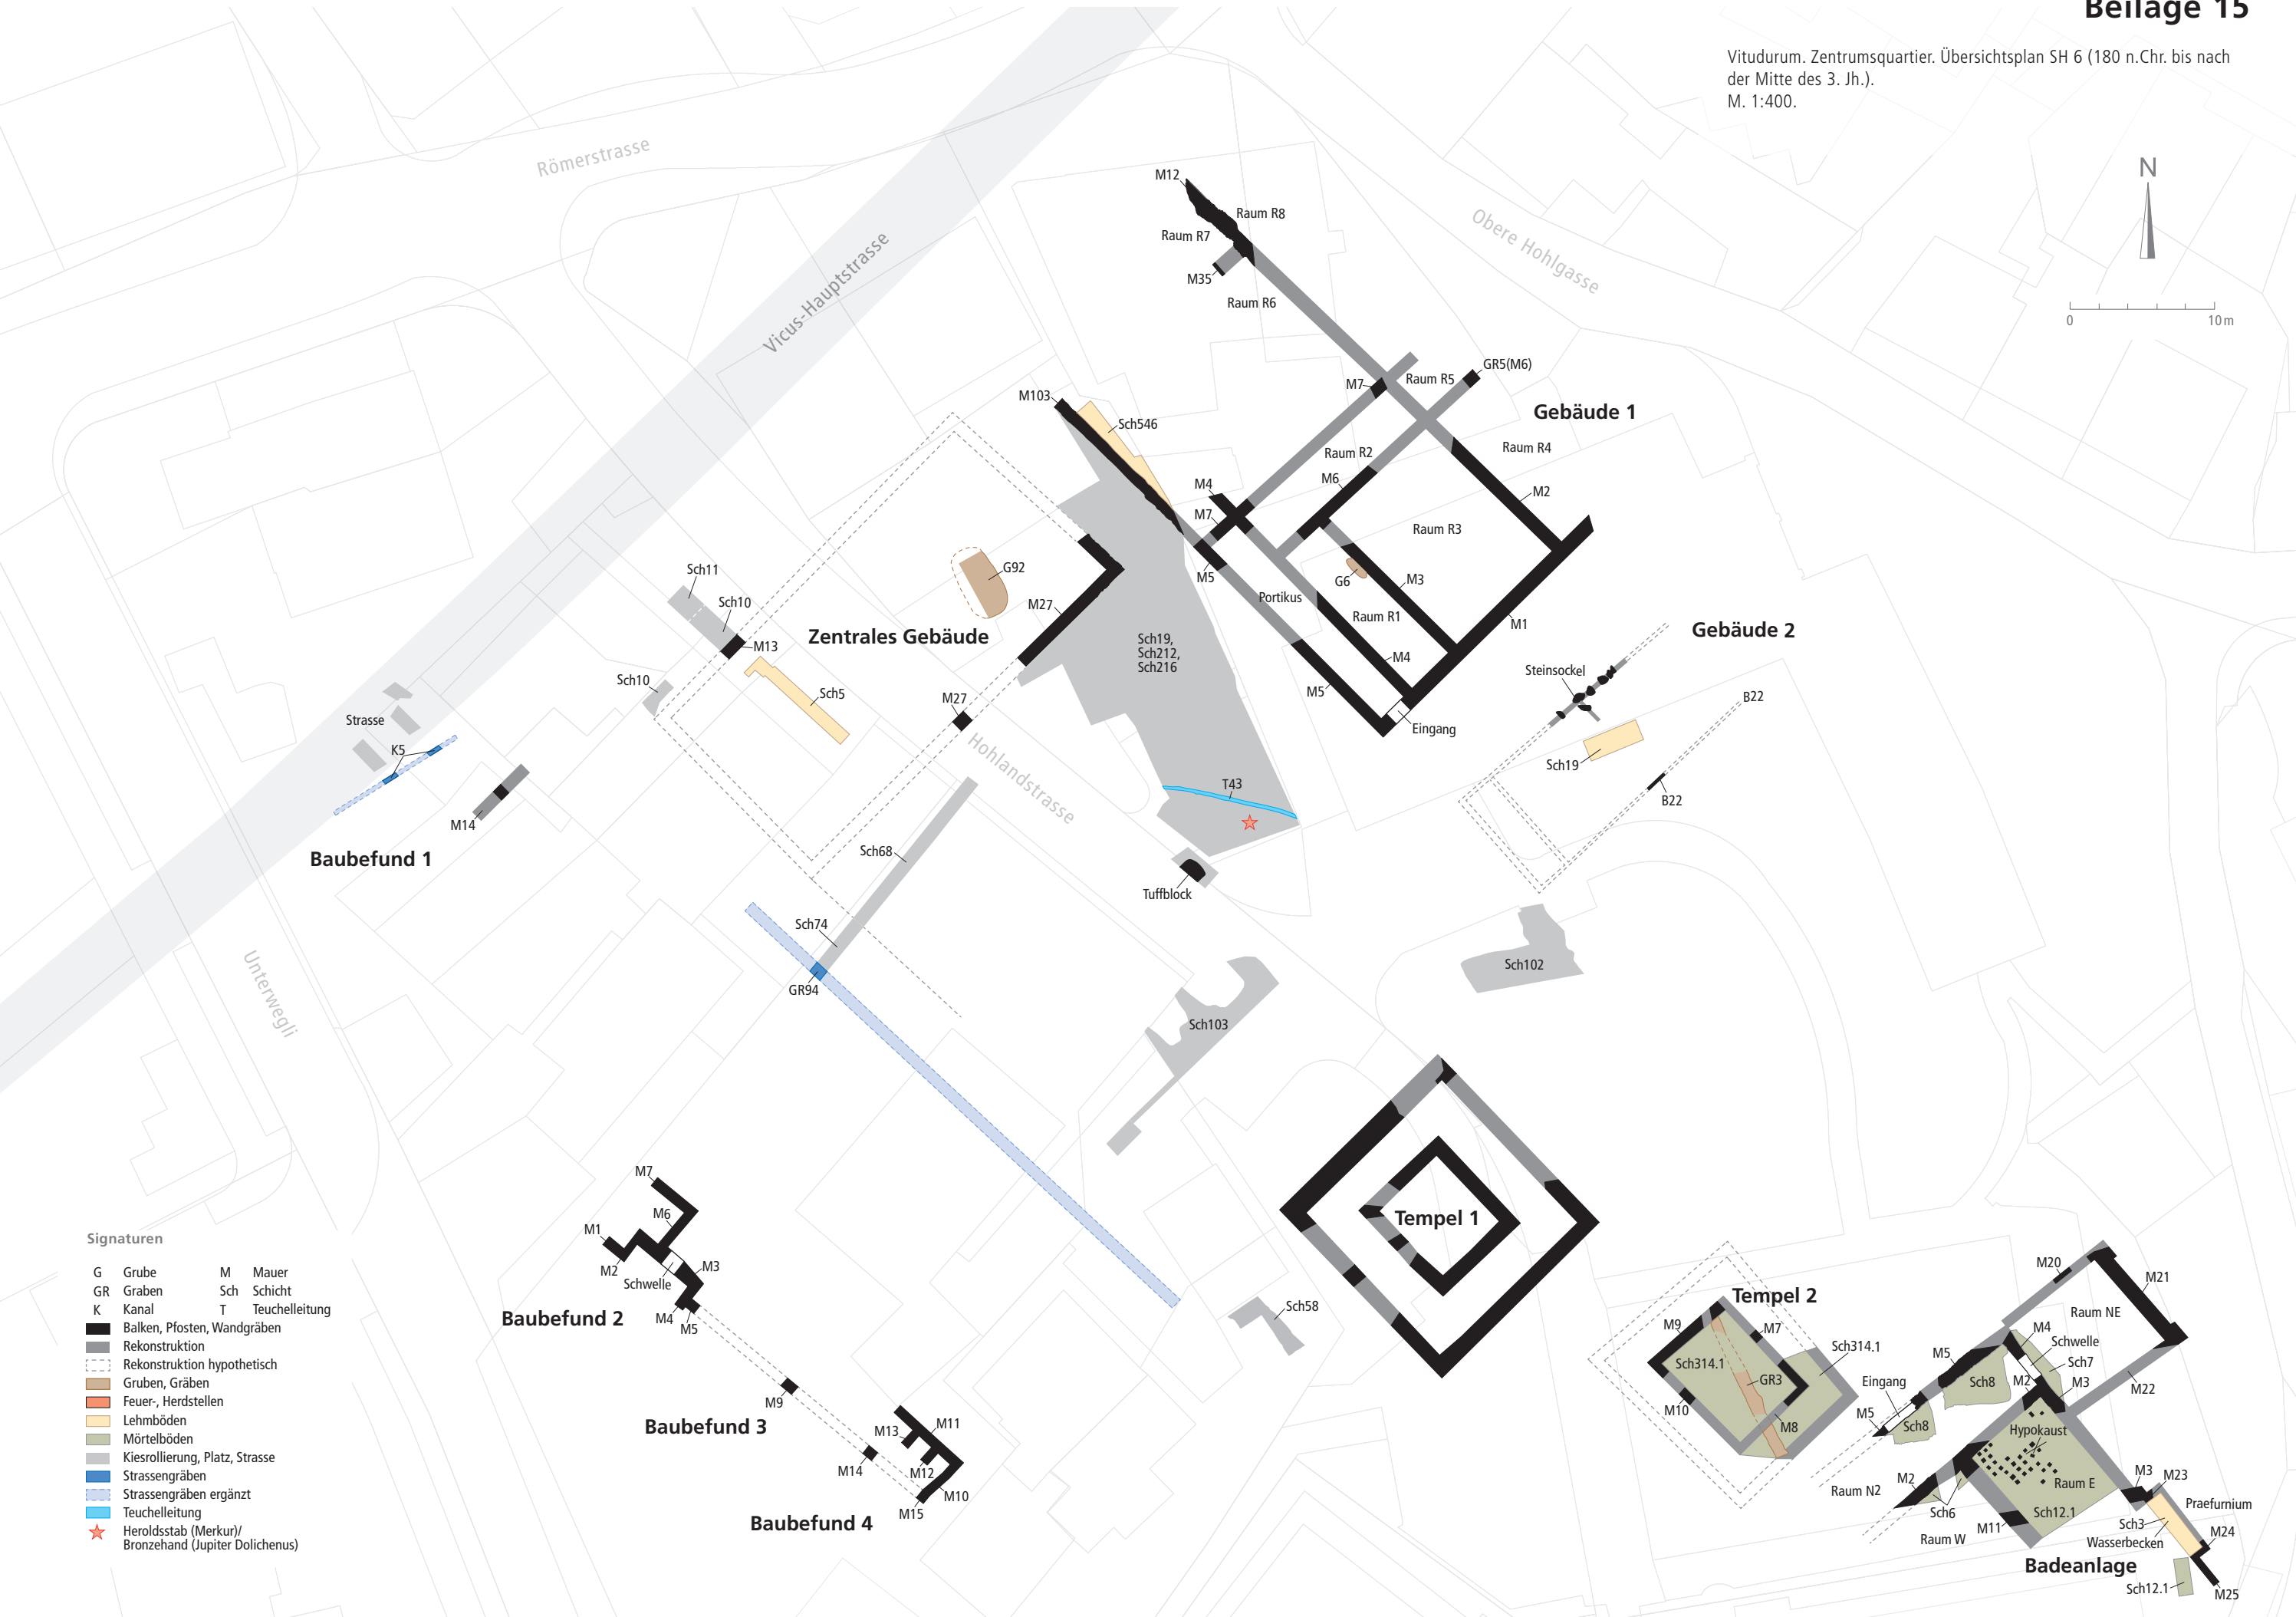 Beilage 15
Vitudurum. Zentrumsquartier. Übersichtsplan SH 6 (180 n.Chr. bis nach
der Mitte des 3. Jh.).
M. 1:400.
N
0
10 m
Römerstrasse
Vicus-Hauptstrasse
Obere Hohlgasse
Hohlandstrasse
Unterwegli
M12
Raum R8
Raum R7
M35
Raum R6
M7
Raum R5
GR5(M6)
Gebäude 1
M103
Sch546
Raum R2
Raum R4
M4
M6
M2
M7
Raum R3
M5
G6
M3
Portikus
Raum R1
M1
M4
M5
Eingang
Sch11
Sch10
G92
M27
M13
Zentrales Gebäude
Sch19,
Sch212,
Sch216
Sch10
Sch5
M27
Gebäude 2
Steinsockel
B22
Sch19
B22
Strasse
K5
M14
Baubefund 1
T43
Sch68
Tuffblock
Sch74
GR94
Sch102
Sch103
Tempel 1
Sch58
M7
M6
M1
M2
M3
Schwelle
M4
M5
Baubefund 2
M9
Baubefund 3
M13
M11
M14
M12
M10
M15
Baubefund 4
Tempel 2
M9
M7
Sch314.1
Sch314.1
GR3
M10
M8
M20
M21
Raum NE
M4
Schwelle
M5
Sch7
Eingang
Sch8
M2
M3
M22
M5
Sch8
Hypokaust
M2
M3
M23
Raum N2
Raum E
Praefurnium
Sch6
Sch12.1
M11
Sch3
M24
Raum W
Wasserbecken
Badeanlage
Sch12.1
M25
Signaturen
G Grube M Mauer
GR Graben Sch Schicht
K Kanal T Teuchelleitung
Balken, Pfosten, Wandgräben
Rekonstruktion
Rekonstruktion hypothetisch
Gruben, Gräben
Feuer-, Herdstellen
Lehmböden
Mörtelböden
Kiesrollierung, Platz, Strasse
Strassengräben
Strassengräben ergänzt
Teuchelleitung
Heroldsstab (Merkur)/
Bronzehand (Jupiter Dolichenus)